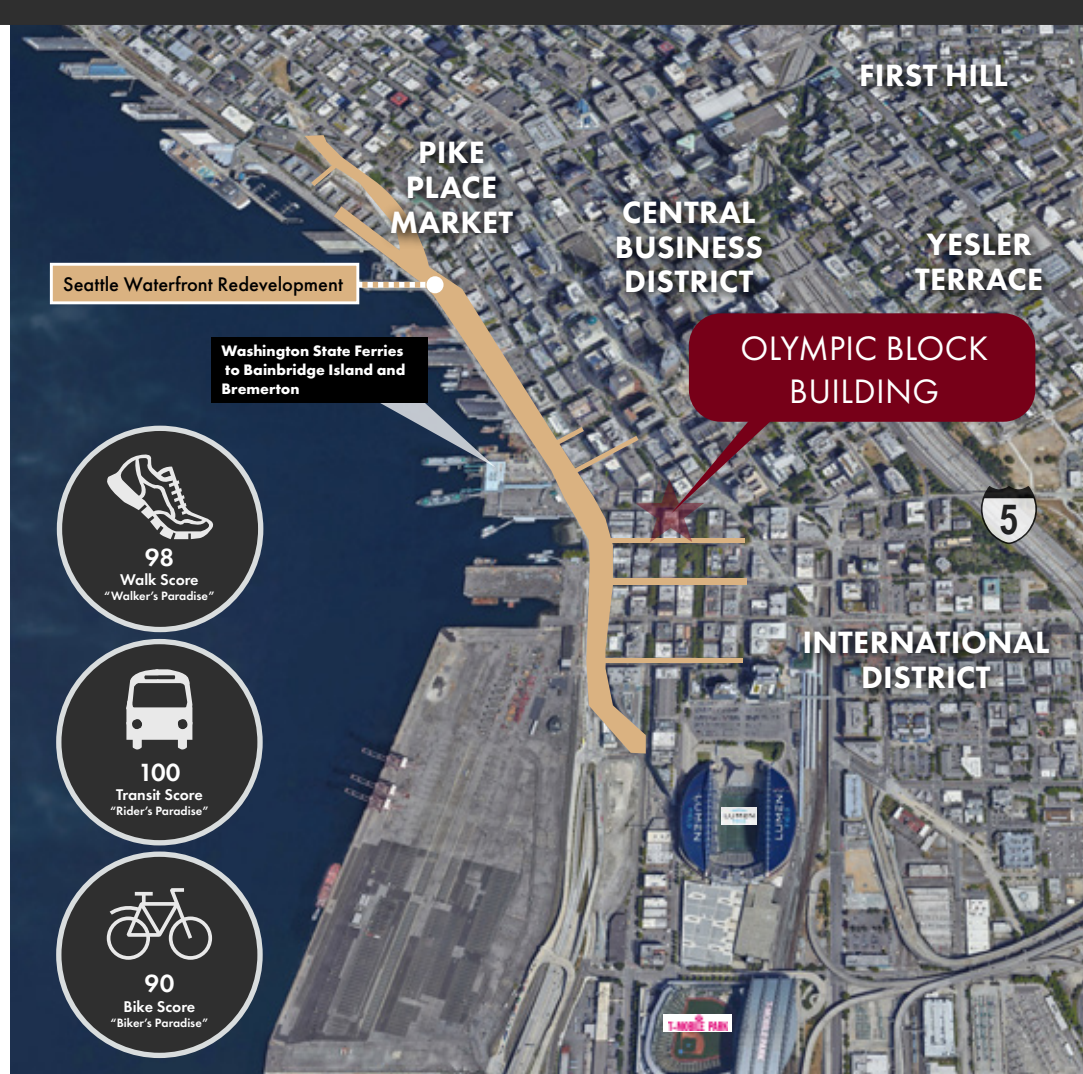 FIRST HILL
PIKE
PLACE
MARKET
CENTRAL
BUSINESS
DISTRICT
YESLER
TERRACE
Seattle Waterfront Redevelopment
Washington State Ferries
to Bainbridge Island and
Bremerton
OLYMPIC BLOCK
BUILDING
5
98
Walk Score
"Walker's Paradise"
INTERNATIONAL
DISTRICT
100
Transit Score
"Rider's Paradise"
LUMEN
LUMEN
LUMEN
90
Bike Score
"Biker's Paradise"
T-MOBILE PARK